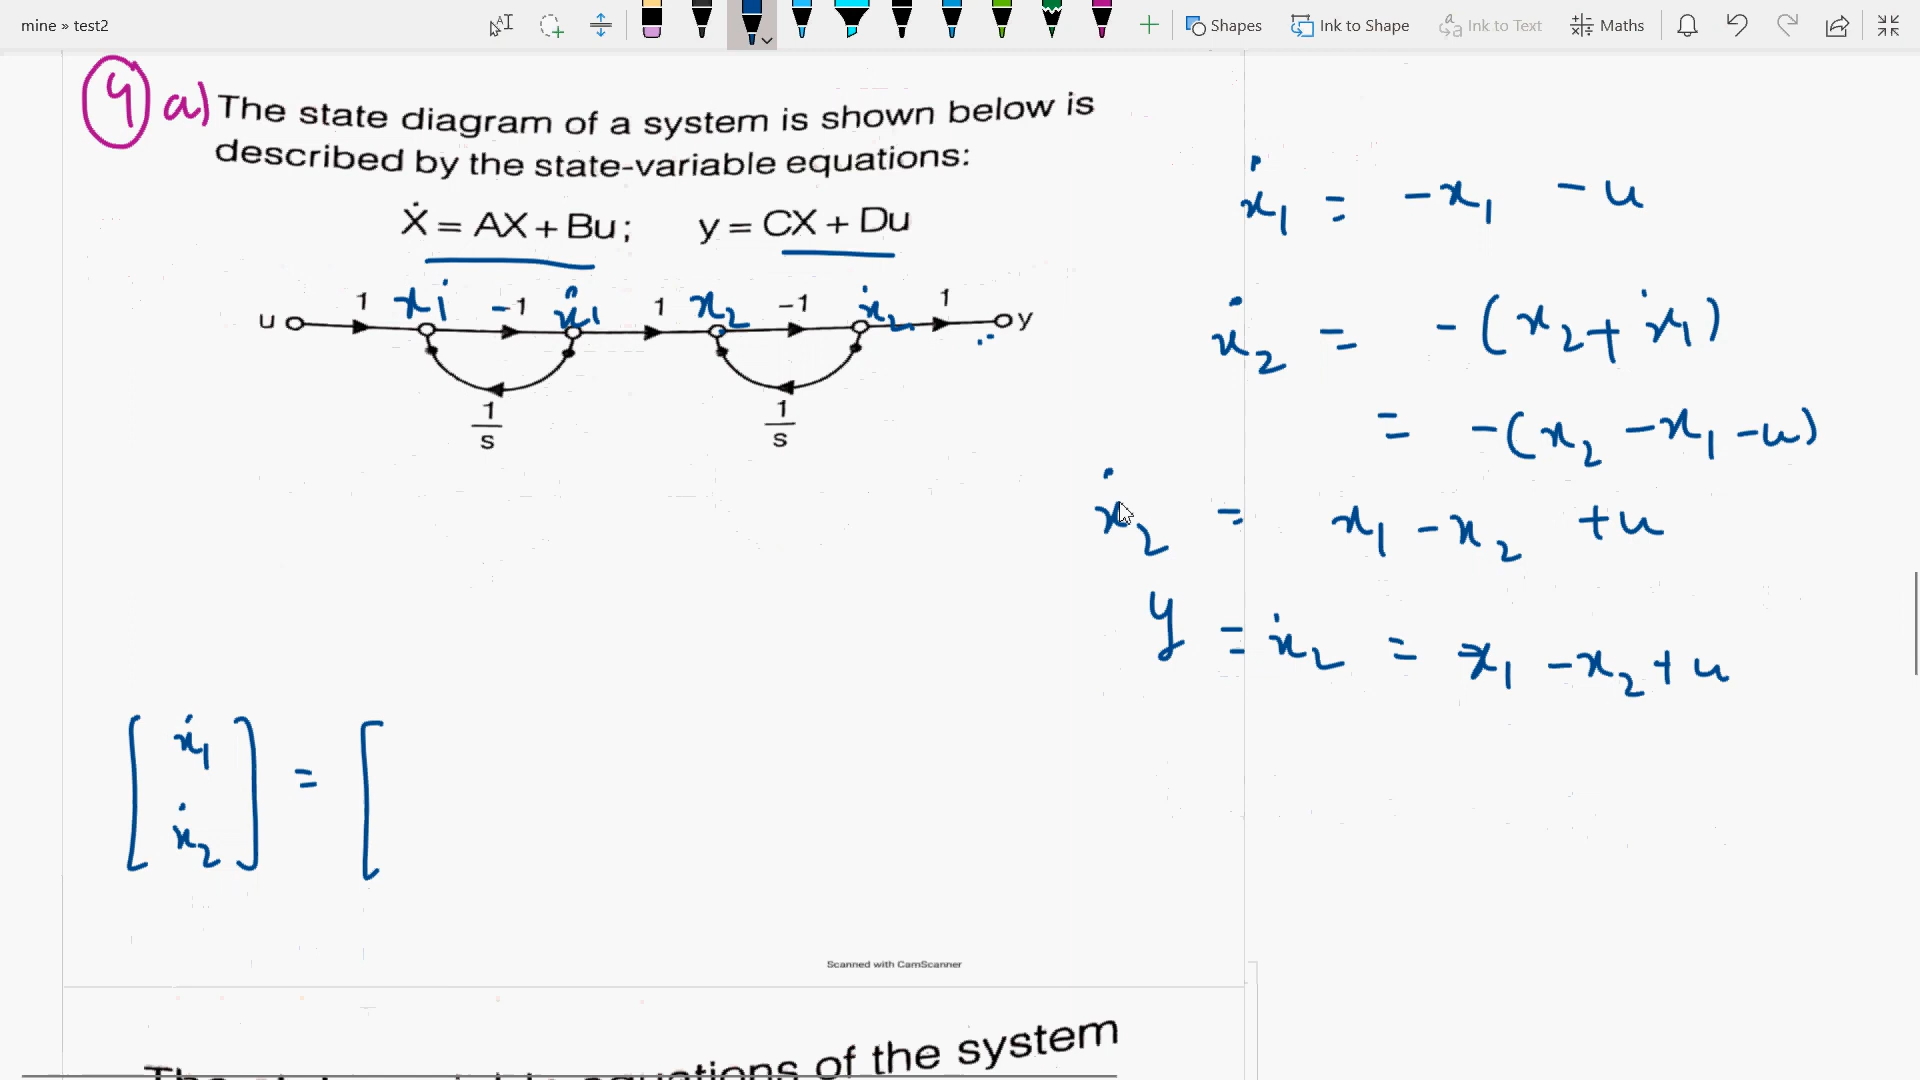 mine » test2
Shapes
Ink to Shape
Ink to Text
Maths
4 a) The state diagram of a system is shown below is
described by the state-variable equations:
Ẋ = AX + Bu; y = CX + Du
u 1 x1 -1 ẋ1 1 x2 -1 ẋ2 1 y
1/s 1/s
ẋ1 = -x1 - u
ẋ2 = -(x2 + ẋ1)
= -(x2 - x1 - u)
ẋ2 = x1 - x2 + u
y = ẋ2 = x1 - x2 + u
[ẋ1
ẋ2] = [
Scanned with CamScanner
equations of the system